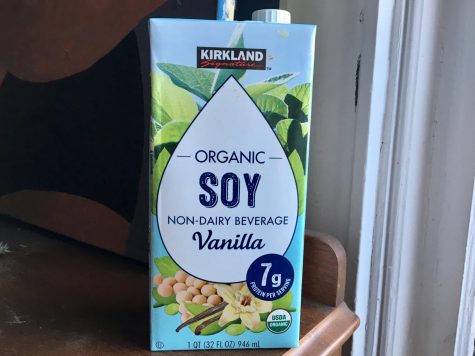 KIRKLAND
Signature™
ORGANIC
SOY
NON-DAIRY BEVERAGE
Vanilla
7g
PROTEIN PER SERVING
USDA
ORGANIC
1 QT (32 FL OZ) 946 mL